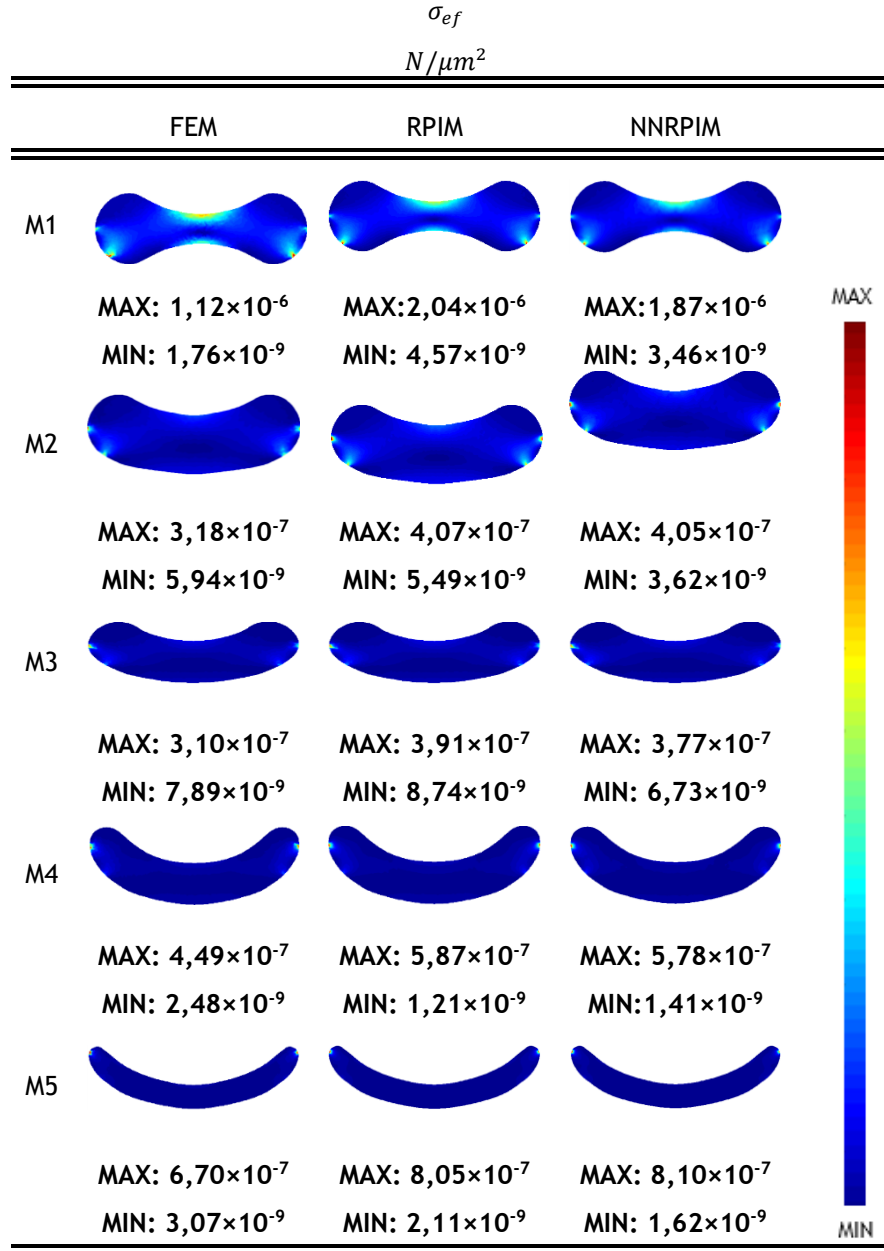 σ_ef
N/μm²
FEM RPIM NNRPIM
M1
MAX: 1,12×10⁻⁶ MAX:2,04×10⁻⁶ MAX:1,87×10⁻⁶
MIN: 1,76×10⁻⁹ MIN: 4,57×10⁻⁹ MIN: 3,46×10⁻⁹
M2
MAX: 3,18×10⁻⁷ MAX: 4,07×10⁻⁷ MAX: 4,05×10⁻⁷
MIN: 5,94×10⁻⁹ MIN: 5,49×10⁻⁹ MIN: 3,62×10⁻⁹
M3
MAX: 3,10×10⁻⁷ MAX: 3,91×10⁻⁷ MAX: 3,77×10⁻⁷
MIN: 7,89×10⁻⁹ MIN: 8,74×10⁻⁹ MIN: 6,73×10⁻⁹
M4
MAX: 4,49×10⁻⁷ MAX: 5,87×10⁻⁷ MAX: 5,78×10⁻⁷
MIN: 2,48×10⁻⁹ MIN: 1,21×10⁻⁹ MIN:1,41×10⁻⁹
M5
MAX: 6,70×10⁻⁷ MAX: 8,05×10⁻⁷ MAX: 8,10×10⁻⁷
MIN: 3,07×10⁻⁹ MIN: 2,11×10⁻⁹ MIN: 1,62×10⁻⁹
MAX
MIN